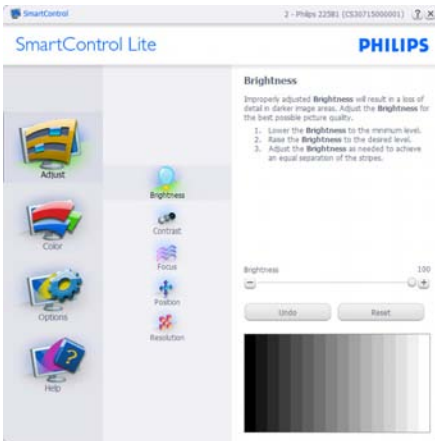 SmartControl
2 - Philips 225B1 (CS30715000001)
SmartControl Lite
PHILIPS
Adjust
Color
Options
Help
Brightness
Contrast
Focus
Position
Resolution
Brightness
Improperly adjusted Brightness will result in a loss of
detail in darker image areas. Adjust the Brightness for
the best possible picture quality.
1. Lower the Brightness to the minimum level.
2. Raise the Brightness to the desired level.
3. Adjust the Brightness as needed to achieve
an equal separation of the stripes.
Brightness 100
Undo
Reset